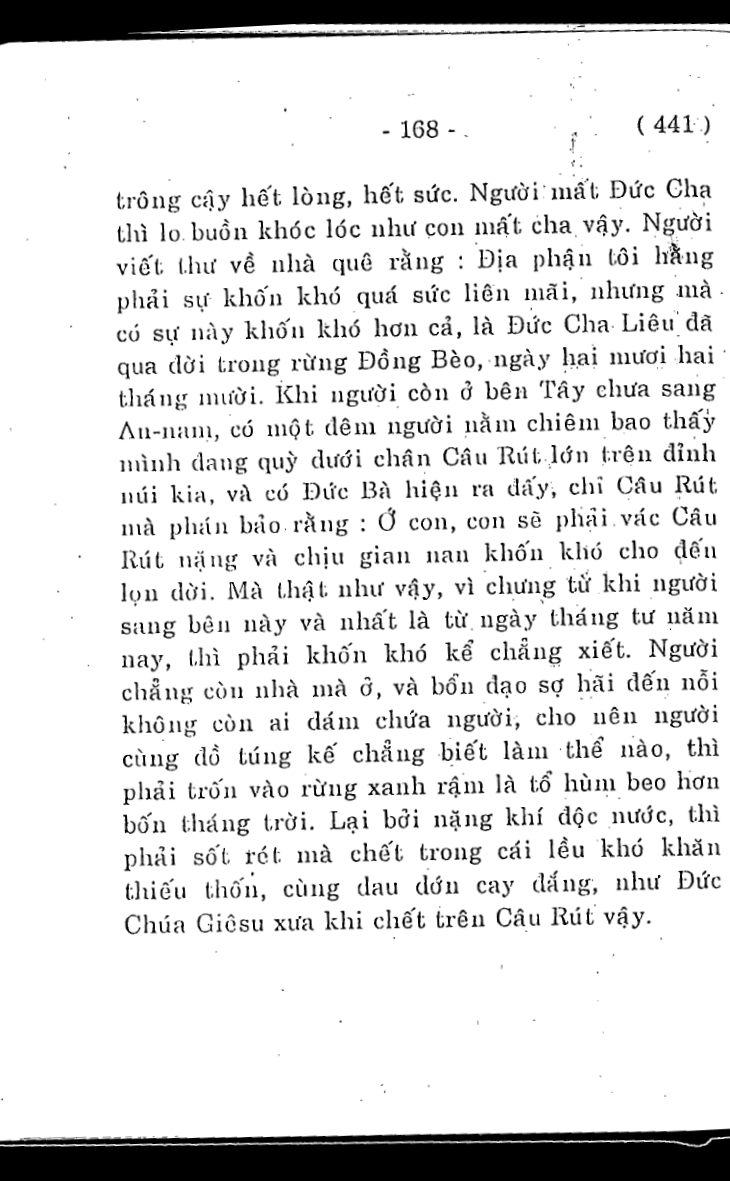 - 168 -
( 441 )
trông cậy hết lòng, hết sức. Người mất Đức Cha
thì lo buồn khóc lóc như con mất cha vậy. Người
viết thư về nhà quê rằng : Địa phận tôi hằng
phải sự khốn khó quá sức liên mãi, nhưng mà
có sự này khốn khó hơn cả, là Đức Cha Liêu đã
qua đời trong rừng Đồng Bèo, ngày hai mươi hai
tháng mười. Khi người còn ở bên Tây chưa sang
An-nam, có một đêm người nằm chiêm bao thấy
mình đang quỳ dưới chân Câu Rút lớn trên đỉnh
núi kia, và có Đức Bà hiện ra đấy, chỉ Câu Rút
mà phán bảo rằng : Ớ con, con sẽ phải vác Câu
Rút nặng và chịu gian nan khốn khó cho đến
lọn đời. Mà thật như vậy, vì chưng từ khi người
sang bên này và nhất là từ ngày tháng tư năm
nay, thì phải khốn khó kể chẳng xiết. Người
chẳng còn nhà mà ở, và bổn đạo sợ hãi đến nỗi
không còn ai dám chứa người, cho nên người
cùng đồ túng kế chẳng biết làm thể nào, thì
phải trốn vào rừng xanh rậm là tổ hùm beo hơn
bốn tháng trời. Lại bởi nặng khí độc nước, thì
phải sốt rét mà chết trong cái lều khó khăn
thiếu thốn, cùng đau đớn cay đắng, như Đức
Chúa Giêsu xưa khi chết trên Câu Rút vậy.